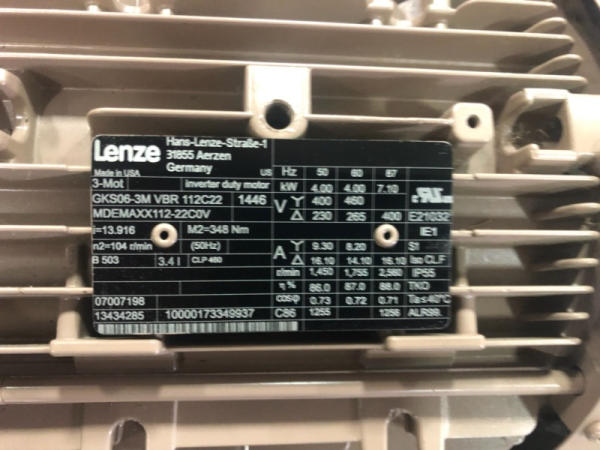 Lenze
Hans-Lenze-Straße-1
31855 Aerzen
Germany
Made in USA
US
3-Mot
Inverter duty motor
GKS06-3M VBR 112C22 1446
MDEMAXX112-22C0V
i=13.916 M2=348 Nm
n2=104 r/min (50Hz)
B 503 3.4 l CLP 460
07007198
13434285 10000173349937 C86
Hz 50 60 87
kW 4.00 4.00 7.10
V Y 400 460
Δ 230 265 400 E21032
IE1
A Y 9.30 8.20 S1
Δ 16.10 14.10 16.10 Iso CLF
r/min 1,450 1,755 2,560 IP55
η % 86.0 87.0 88.0 TKO
cosφ 0.73 0.72 0.71 Ta≤40°C
1255 1256 ALR99.